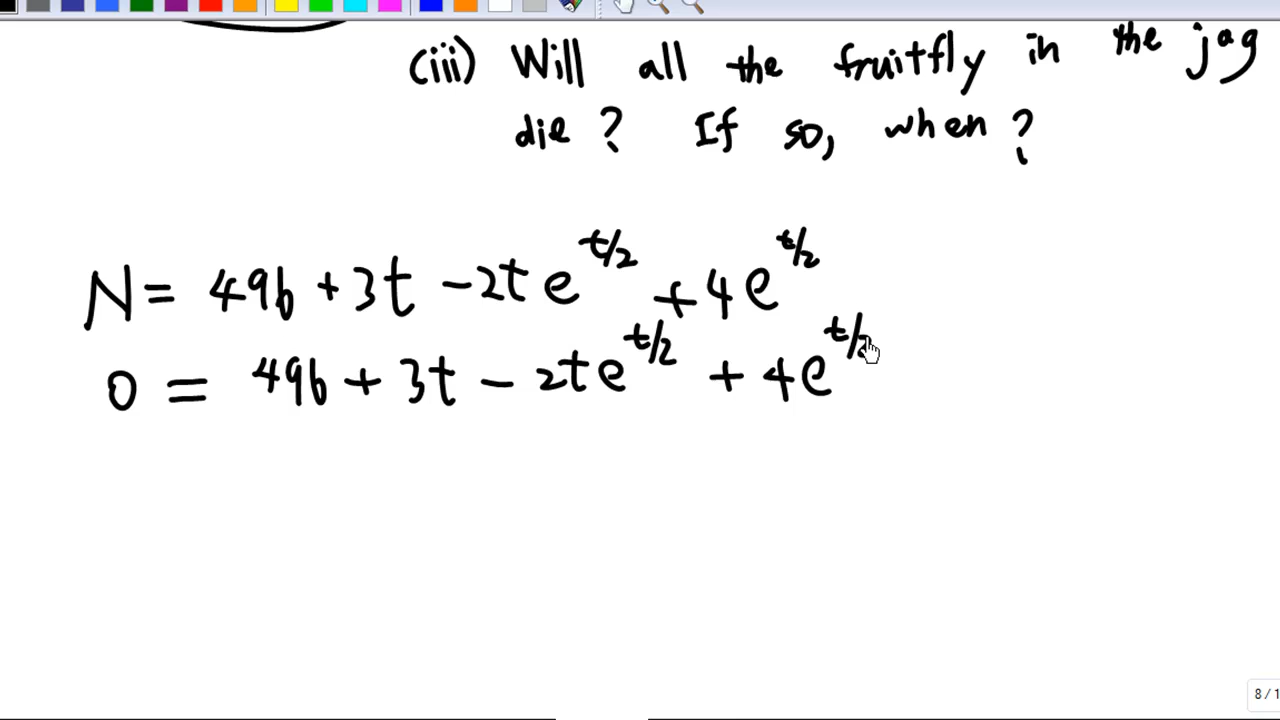 (iii) Will all the fruitfly in the jag
die ? If so, when ?
N = 496 + 3t - 2te^{t/2} + 4e^{t/2}
0 = 496 + 3t - 2te^{t/2} + 4e^{t/2}
8 / 1